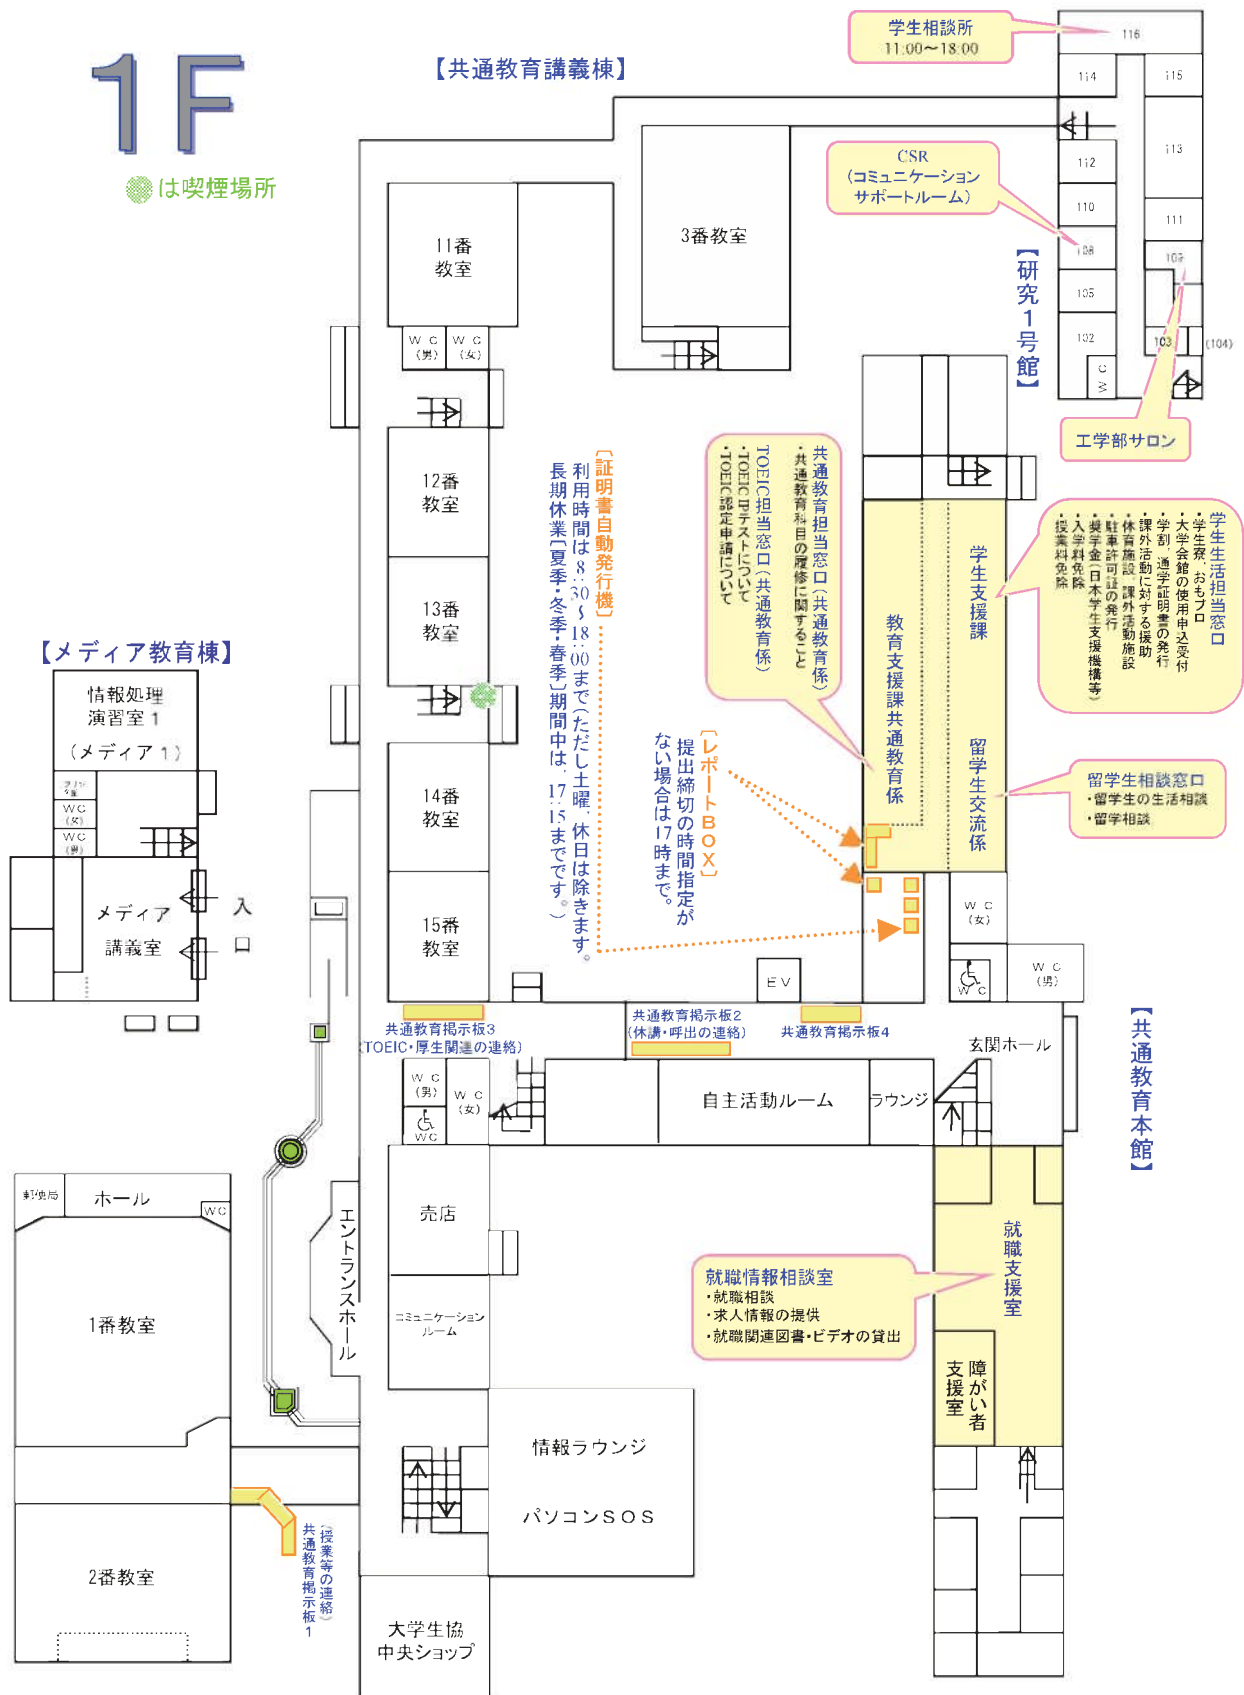 1F
は喫煙場所
【共通教育講義棟】
学生相談所
11:00～18:00
116
114
115
113
112
CSR
(コミュニケーション
サポートルーム)
110
111
108
109
105
102
103
(104)
WC
【研究1号館】
工学部サロン
11番
教室
3番教室
WC
(男)
WC
(女)
12番
教室
13番
教室
14番
教室
15番
教室
[証明書自動発行機]
利用時間は8:30～18:00まで(ただし土曜、休日は除きます。
長期休業[夏季・冬季・春季]期間中は、17:15までです。)
共通教育担当窓口(共通教育係)
・共通教育科目の履修に関すること
TOEIC担当窓口(共通教育係)
・TOEIC IPテストについて
・TOEIC認定申請について
[レポートBOX]
提出締切の時間指定が
ない場合は17時まで。
学生支援課
教育支援課共通教育係
留学生交流係
学生生活担当窓口
・学生寮、おもプロ
・大学会館の使用申込受付
・学割、通学証明書の発行
・課外活動に対する援助
・体育施設、課外活動施設
・駐車許可証の発行
・奨学金(日本学生支援機構等)
・入学料免除
・授業料免除
留学生相談窓口
・留学生の生活相談
・留学相談
【メディア教育棟】
情報処理
演習室1
(メディア1)
WC
(女)
WC
(男)
メディア
講義室
入
口
WC
(女)
WC
WC
(男)
EV
共通教育掲示板3
(TOEIC・厚生関連の連絡)
共通教育掲示板2
(休講・呼出の連絡)
共通教育掲示板4
玄関ホール
【共通教育本館】
WC
(男)
WC
(女)
WC
自主活動ルーム
ラウンジ
郵便局
ホール
WC
1番教室
エントランスホール
売店
コミュニケーション
ルーム
就職支援室
就職情報相談室
・就職相談
・求人情報の提供
・就職関連図書・ビデオの貸出
障がい者
支援室
情報ラウンジ
パソコンSOS
(授業等の連絡)
共通教育掲示板1
2番教室
大学生協
中央ショップ